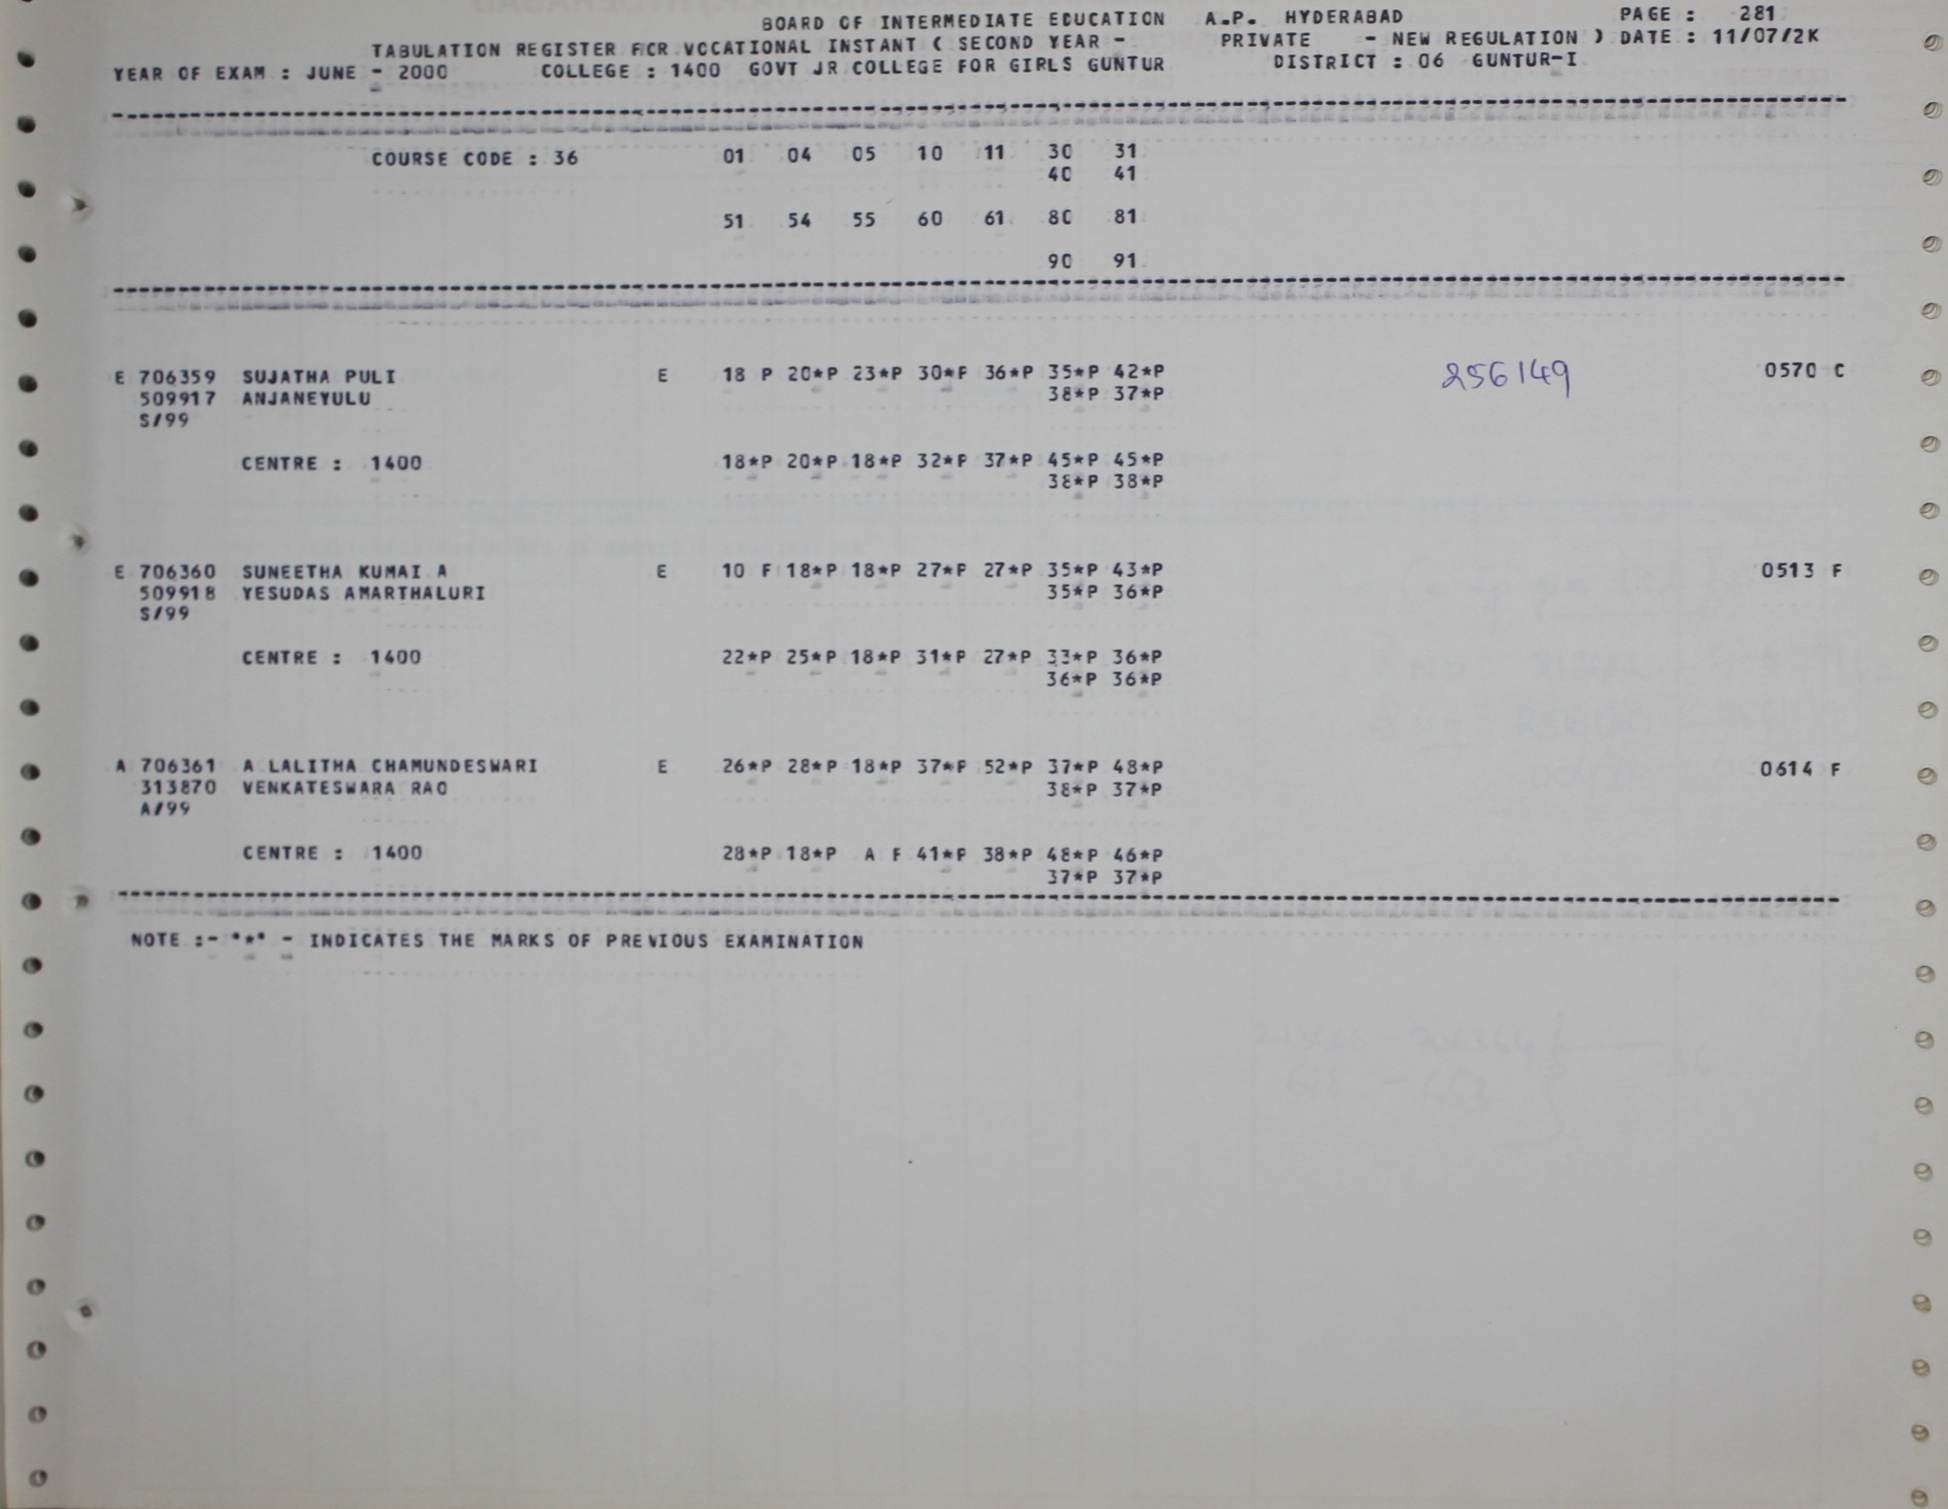 BOARD OF INTERMEDIATE EDUCATION A.P. HYDERABAD PAGE : 281
TABULATION REGISTER FOR VOCATIONAL INSTANT ( SECOND YEAR - PRIVATE - NEW REGULATION ) DATE : 11/07/2K
YEAR OF EXAM : JUNE - 2000 COLLEGE : 1400 GOVT JR COLLEGE FOR GIRLS GUNTUR DISTRICT : 06 GUNTUR-I
COURSE CODE : 36 01 04 05 10 11 30 31
40 41
51 54 55 60 61 80 81
90 91
E 706359 SUJATHA PULI E 18 P 20*P 23*P 30*P 36*P 35*P 42*P 256149 0570 C
509917 ANJANEYULU 38*P 37*P
S/99
CENTRE : 1400 18*P 20*P 18*P 32*P 37*P 45*P 45*P
38*P 38*P
E 706360 SUNEETHA KUMAI A E 10 F 18*P 18*P 27*P 27*P 35*P 43*P 0513 F
509918 YESUDAS AMARTHALURI 35*P 36*P
S/99
CENTRE : 1400 22*P 25*P 18*P 31*P 27*P 33*P 36*P
36*P 36*P
A 706361 A LALITHA CHAMUNDESWARI E 26*P 28*P 18*P 37*P 52*P 37*P 48*P 0614 F
313870 VENKATESWARA RAO 38*P 37*P
A/99
CENTRE : 1400 28*P 18*P A F 41*P 38*P 48*P 46*P
37*P 37*P
NOTE :- "*" - INDICATES THE MARKS OF PREVIOUS EXAMINATION